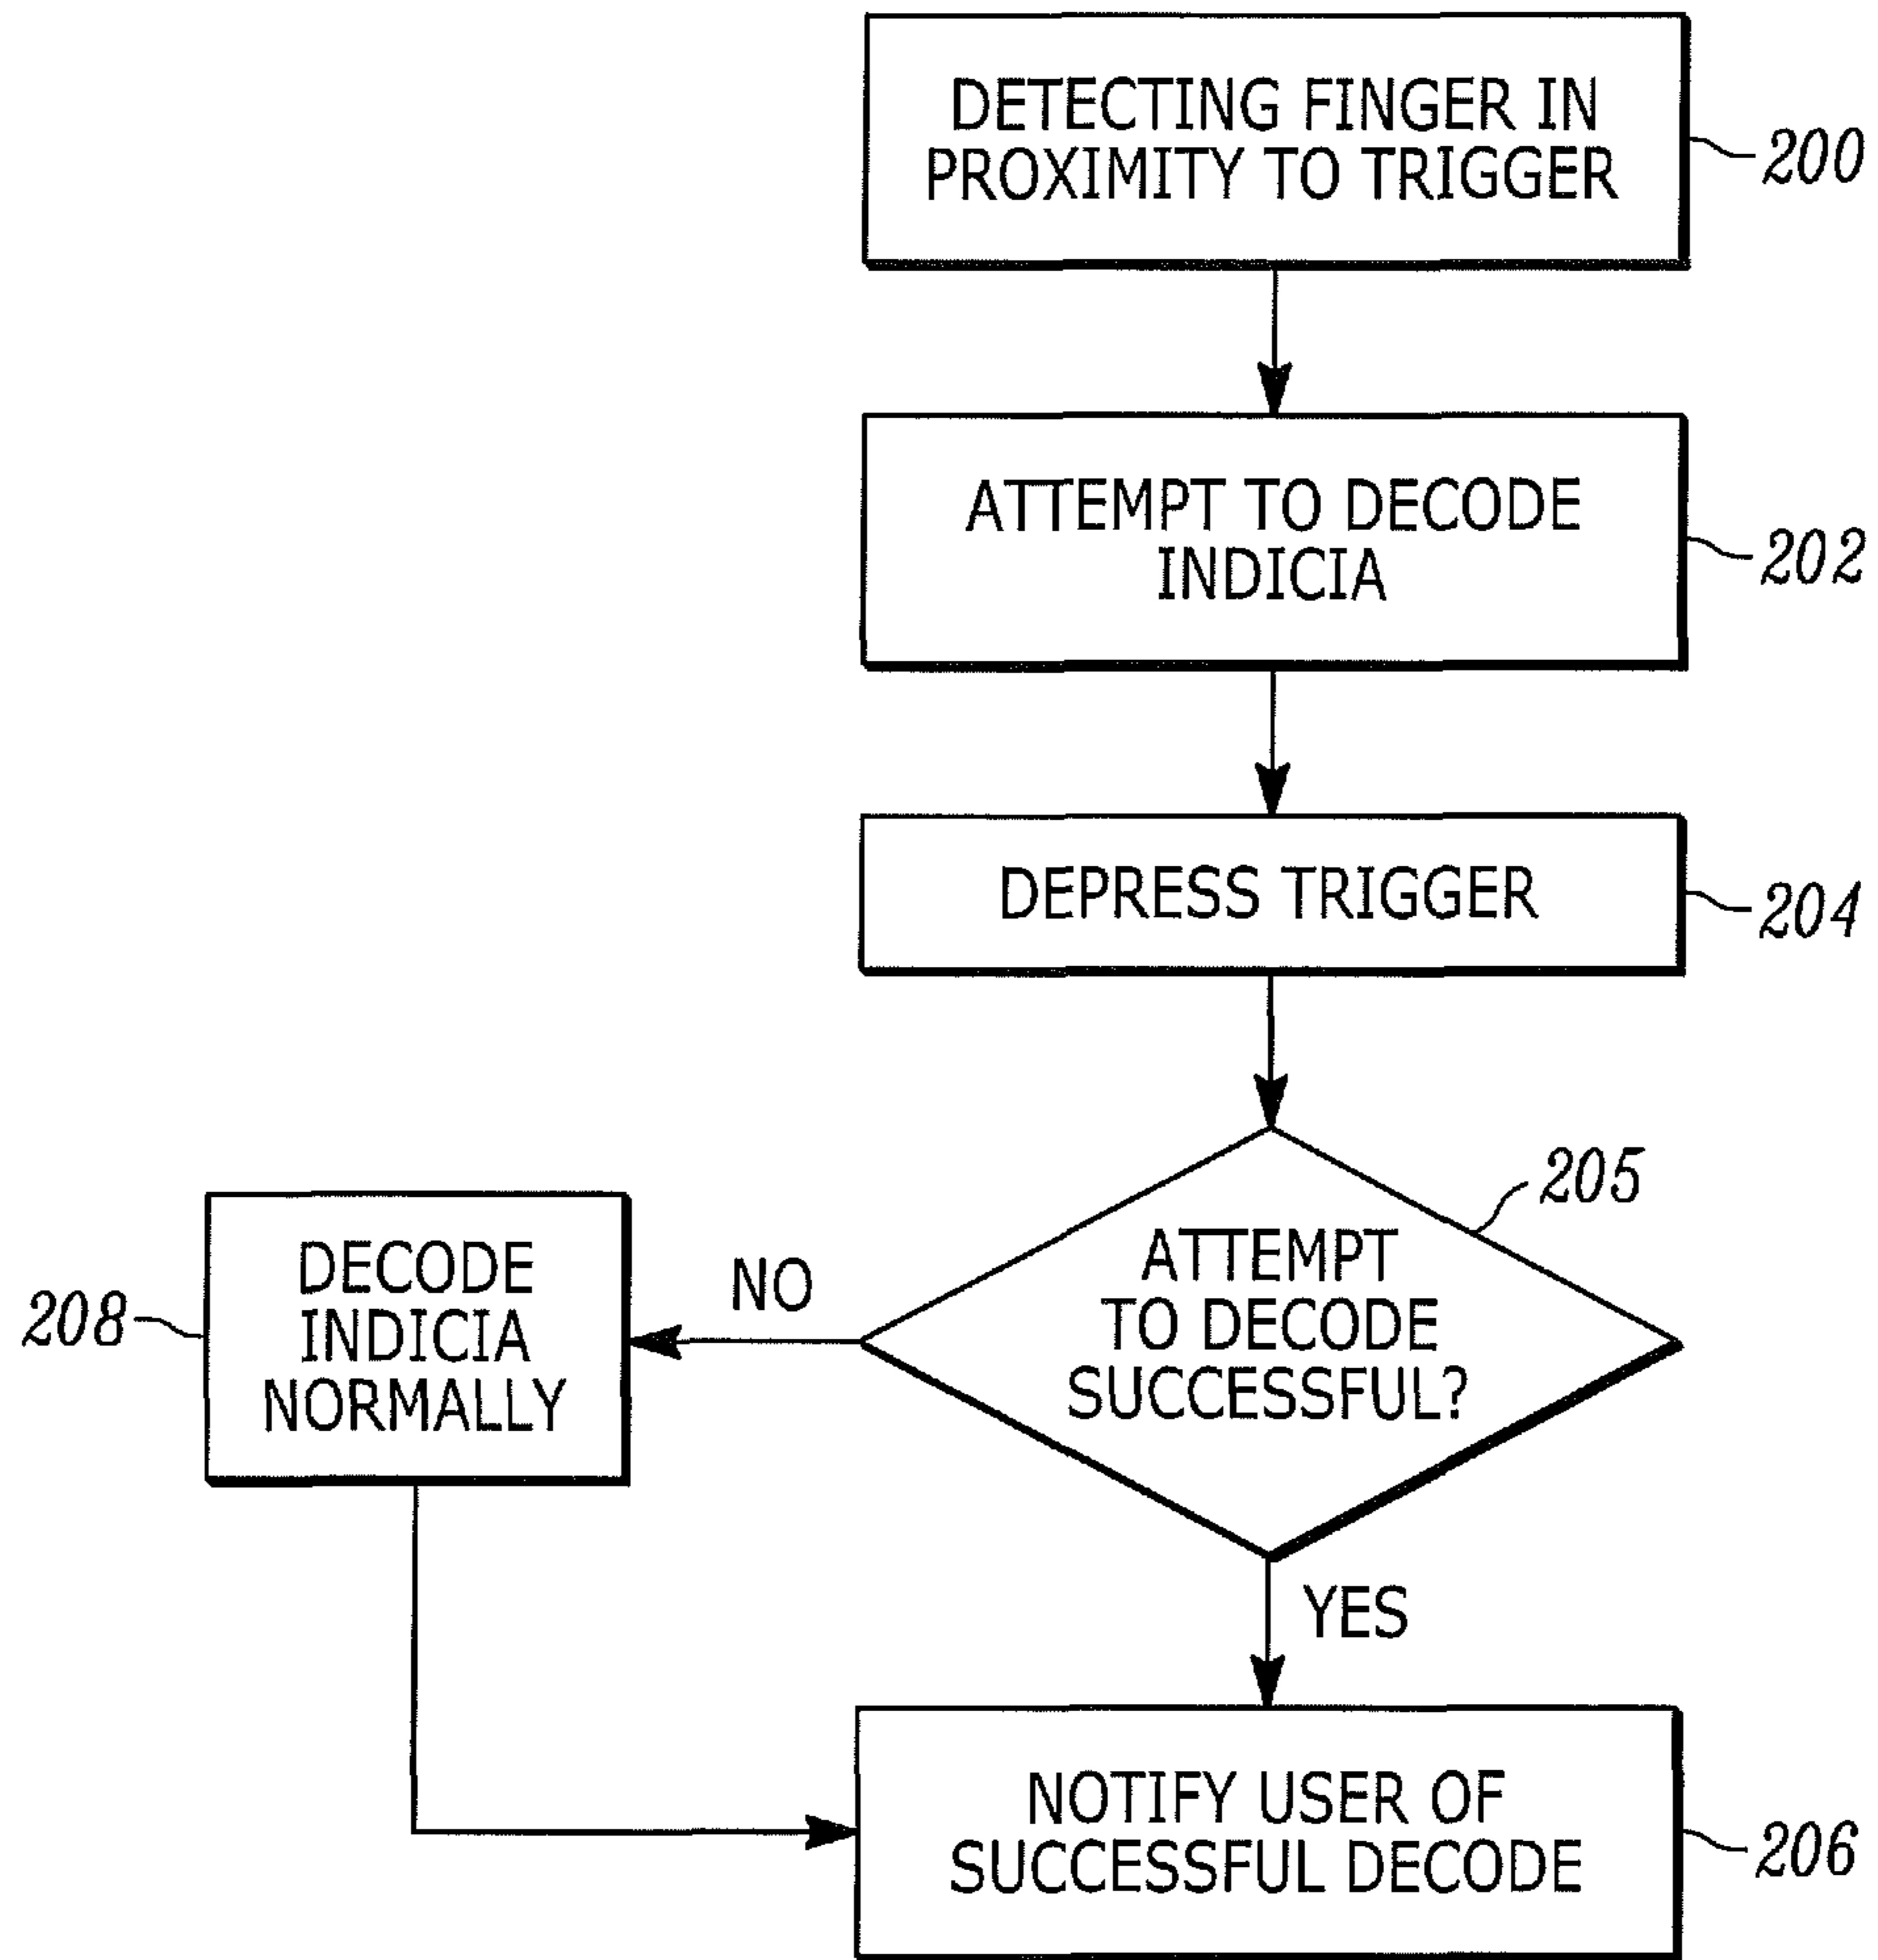 DETECTING FINGER IN
PROXIMITY TO TRIGGER
200
ATTEMPT TO DECODE
INDICIA
202
DEPRESS TRIGGER
204
205
ATTEMPT
TO DECODE
SUCCESSFUL?
NO
DECODE
INDICIA
NORMALLY
208
YES
NOTIFY USER OF
SUCCESSFUL DECODE
206